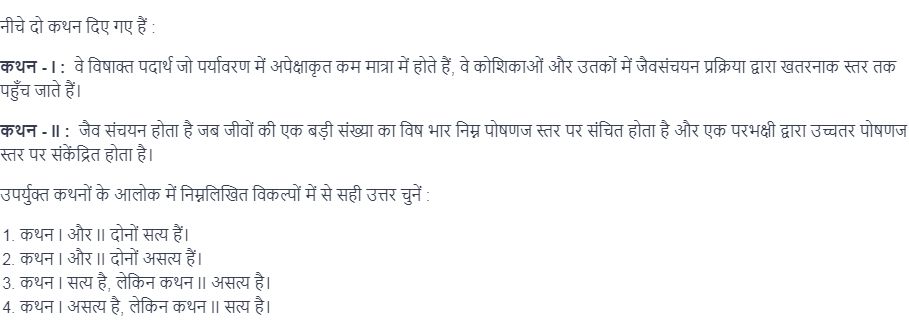 नीचे दो कथन दिए गए हैं :
कथन - I : वे विषाक्त पदार्थ जो पर्यावरण में अपेक्षाकृत कम मात्रा में होते हैं, वे कोशिकाओं और उतकों में जैवसंचयन प्रक्रिया द्वारा खतरनाक स्तर तक
पहुँच जाते हैं।
कथन - II : जैव संचयन होता है जब जीवों की एक बड़ी संख्या का विष भार निम्न पोषणज स्तर पर संचित होता है और एक परभक्षी द्वारा उच्चतर पोषणज
स्तर पर संकेंद्रित होता है।
उपर्युक्त कथनों के आलोक में निम्नलिखित विकल्पों में से सही उत्तर चुनें :
1. कथन I और II दोनों सत्य हैं।
2. कथन I और II दोनों असत्य हैं।
3. कथन I सत्य है, लेकिन कथन II असत्य है।
4. कथन I असत्य है, लेकिन कथन II सत्य है।